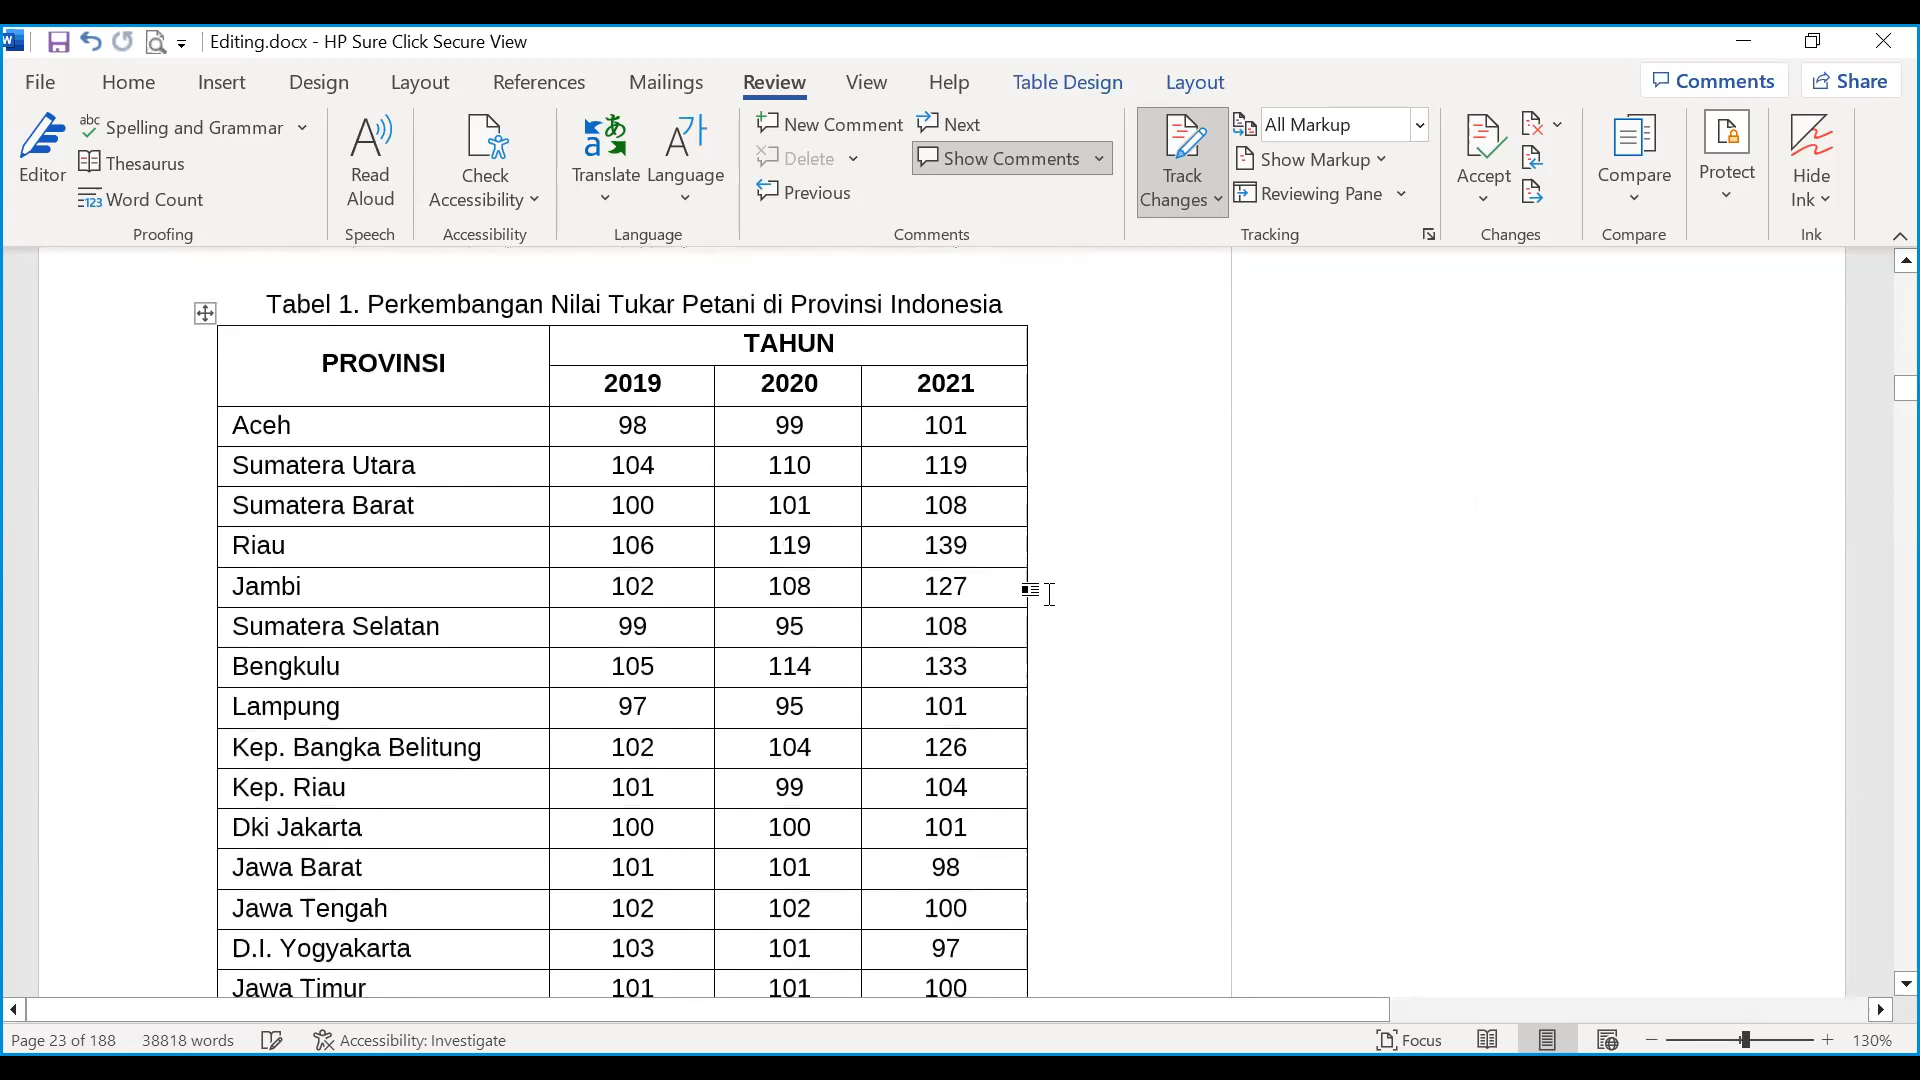 Editing.docx - HP Sure Click Secure View
File Home Insert Design Layout References Mailings Review View Help Table Design Layout Comments Share
Editor
abc Spelling and Grammar
Thesaurus
123 Word Count
Proofing
Read Aloud
Speech
Check Accessibility
Accessibility
Translate
Language
Language
New Comment
Delete
Previous
Next
Show Comments
Comments
Track Changes
All Markup
Show Markup
Reviewing Pane
Tracking
Accept
Changes
Compare
Compare
Protect
Hide Ink
Ink
Tabel 1. Perkembangan Nilai Tukar Petani di Provinsi Indonesia
PROVINSI TAHUN
2019 2020 2021
Aceh 98 99 101
Sumatera Utara 104 110 119
Sumatera Barat 100 101 108
Riau 106 119 139
Jambi 102 108 127
Sumatera Selatan 99 95 108
Bengkulu 105 114 133
Lampung 97 95 101
Kep. Bangka Belitung 102 104 126
Kep. Riau 101 99 104
Dki Jakarta 100 100 101
Jawa Barat 101 101 98
Jawa Tengah 102 102 100
D.I. Yogyakarta 103 101 97
Jawa Timur 101 101 100
Page 23 of 188 38818 words Accessibility: Investigate Focus 130%